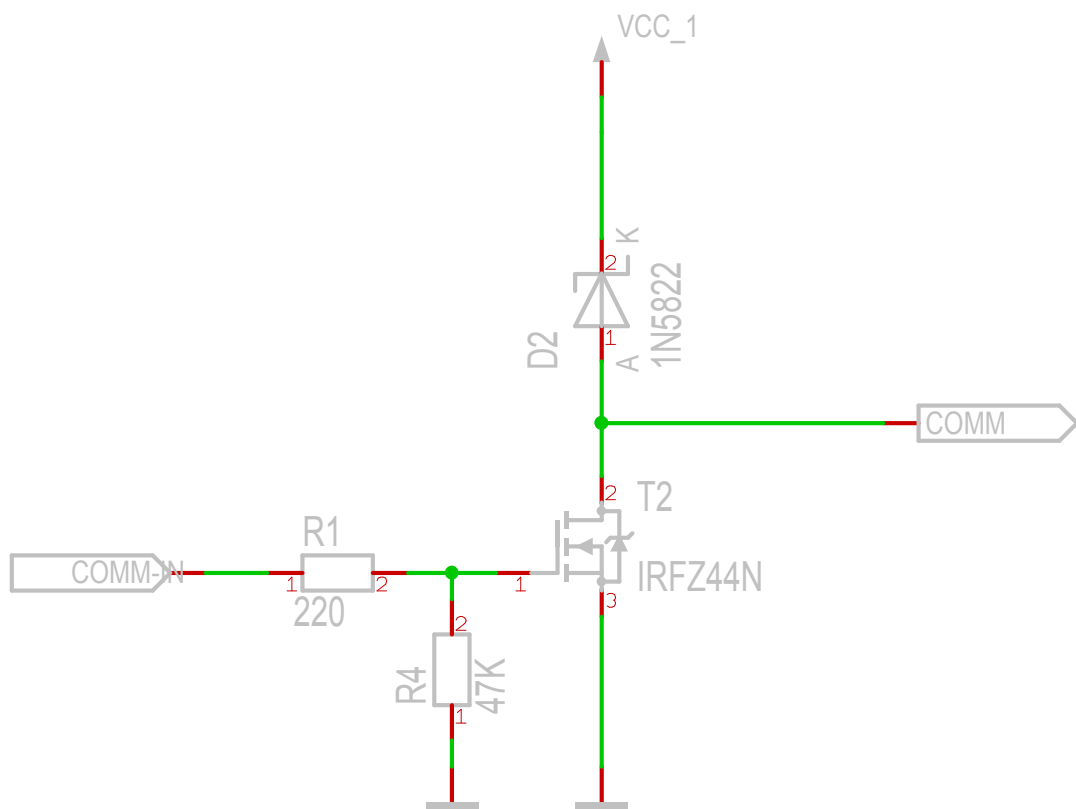 VCC_1
K
2
1N5822
D2
1
A
COMM
2
T2
R1
COMM-IN
1
2
1
IRFZ44N
220
3
2
R4
47K
1